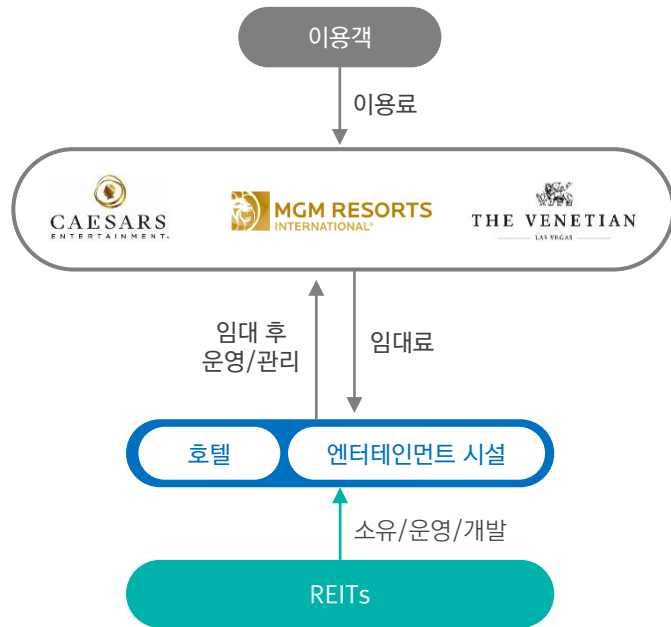 이용객
이용료
CAESARS
ENTERTAINMENT.
MGM RESORTS
INTERNATIONAL®
THE VENETIAN
LAS VEGAS
임대 후
운영/관리
임대료
호텔
엔터테인먼트 시설
소유/운영/개발
REITs